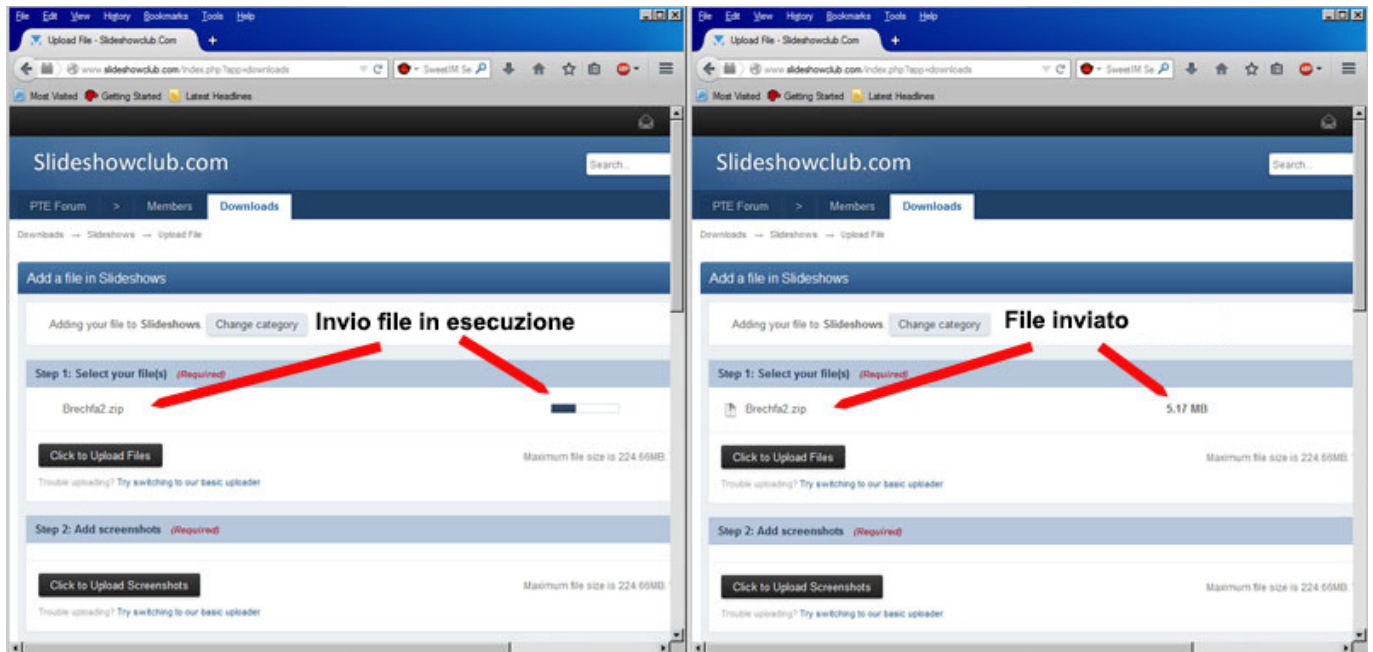 File Edit View History Bookmarks Tools Help
Upload File - Slideshowclub.Com +
www.slideshowclub.com/index.php?app=downloads SweetIM Se
Most Visited Getting Started Latest Headlines
Slideshowclub.com
Search...
PTE Forum > Members Downloads
Downloads → Slideshows → Upload File
Add a file in Slideshows
Adding your file to Slideshows. Change category
Invio file in esecuzione
Step 1: Select your file(s) (Required)
Brechfa2.zip
Click to Upload Files
Maximum file size is 224.66MB.
Trouble uploading? Try switching to our basic uploader
Step 2: Add screenshots (Required)
Click to Upload Screenshots
Maximum file size is 224.66MB.
Trouble uploading? Try switching to our basic uploader
File Edit View History Bookmarks Tools Help
Upload File - Slideshowclub.Com +
www.slideshowclub.com/index.php?app=downloads SweetIM Se
Most Visited Getting Started Latest Headlines
Slideshowclub.com
Search...
PTE Forum > Members Downloads
Downloads → Slideshows → Upload File
Add a file in Slideshows
Adding your file to Slideshows. Change category
File inviato
Step 1: Select your file(s) (Required)
Brechfa2.zip 5.17 MB
Click to Upload Files
Maximum file size is 224.66MB.
Trouble uploading? Try switching to our basic uploader
Step 2: Add screenshots (Required)
Click to Upload Screenshots
Maximum file size is 224.66MB.
Trouble uploading? Try switching to our basic uploader